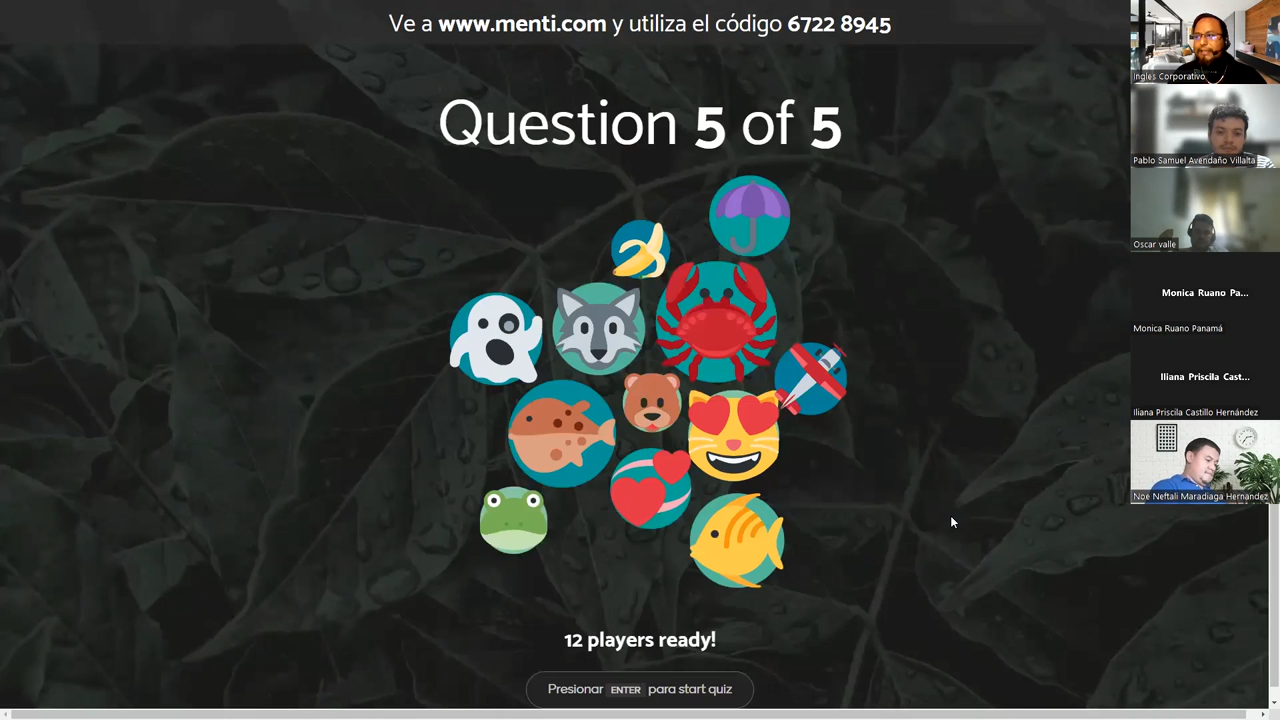 Ve a www.menti.com y utiliza el código 6722 8945
Question 5 of 5
12 players ready!
Presionar ENTER para start quiz
Ingles Corporativo
Pablo Samuel Avendaño Villalta
Oscar valle
Monica Ruano Pa...
Monica Ruano Panamá
Iliana Priscila Cast...
Iliana Priscila Castillo Hernández
Noe Neftali Maradiaga Hernandez